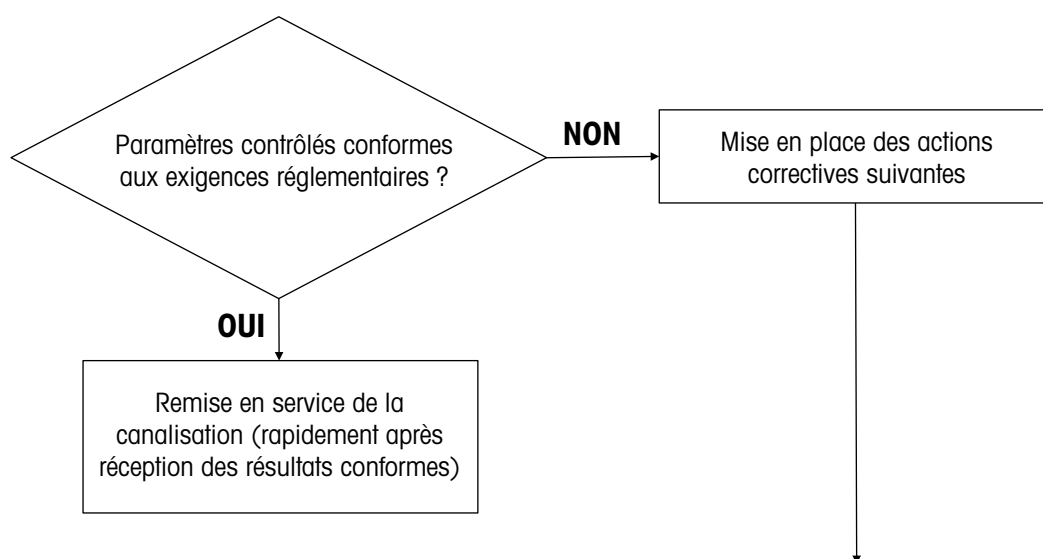 Paramètres contrôlés conformes
aux exigences réglementaires ?
NON
Mise en place des actions
correctives suivantes
OUI
Remise en service de la
canalisation (rapidement après
réception des résultats conformes)